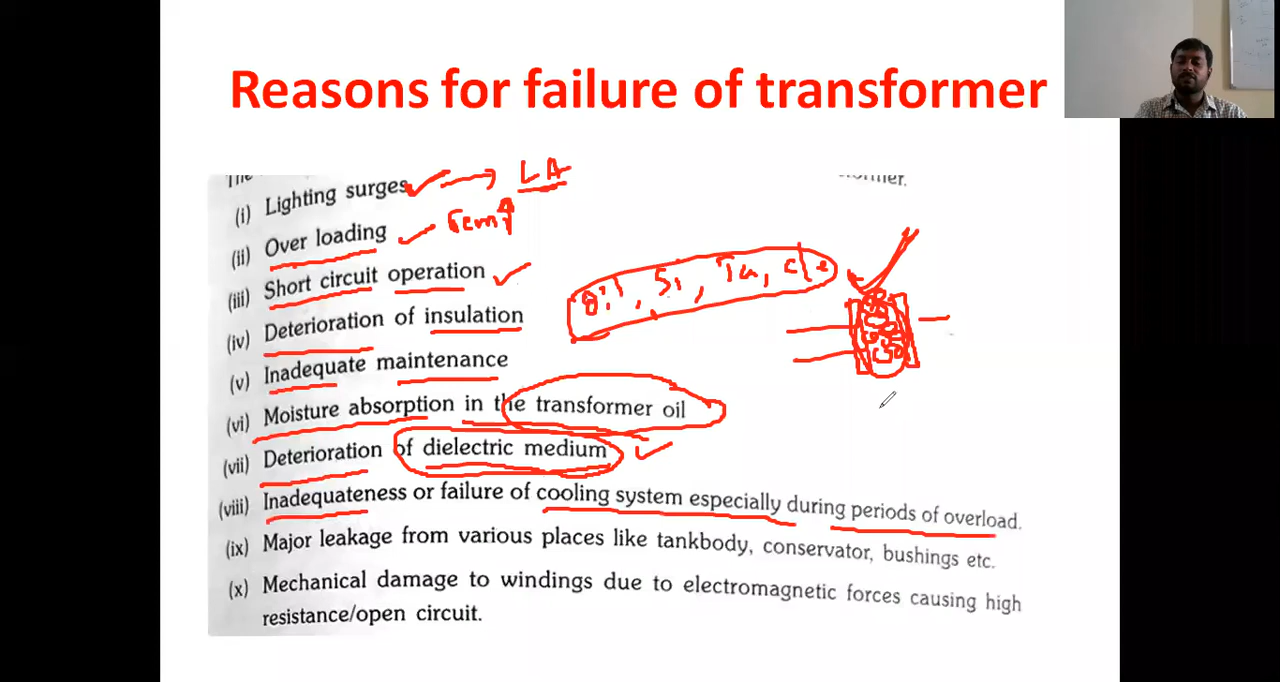 Reasons for failure of transformer
(i) Lighting surges → LA
(ii) Over loading Tem↑
(iii) Short circuit operation
Oil, Si,
(iv) Deterioration of insulation
(v) Inadequate maintenance
(vi) Moisture absorption in the transformer oil
(vii) Deterioration of dielectric medium
(viii) Inadequateness or failure of cooling system especially during periods of overload.
(ix) Major leakage from various places like tankbody, conservator, bushings etc.
(x) Mechanical damage to windings due to electromagnetic forces causing high
resistance/open circuit.